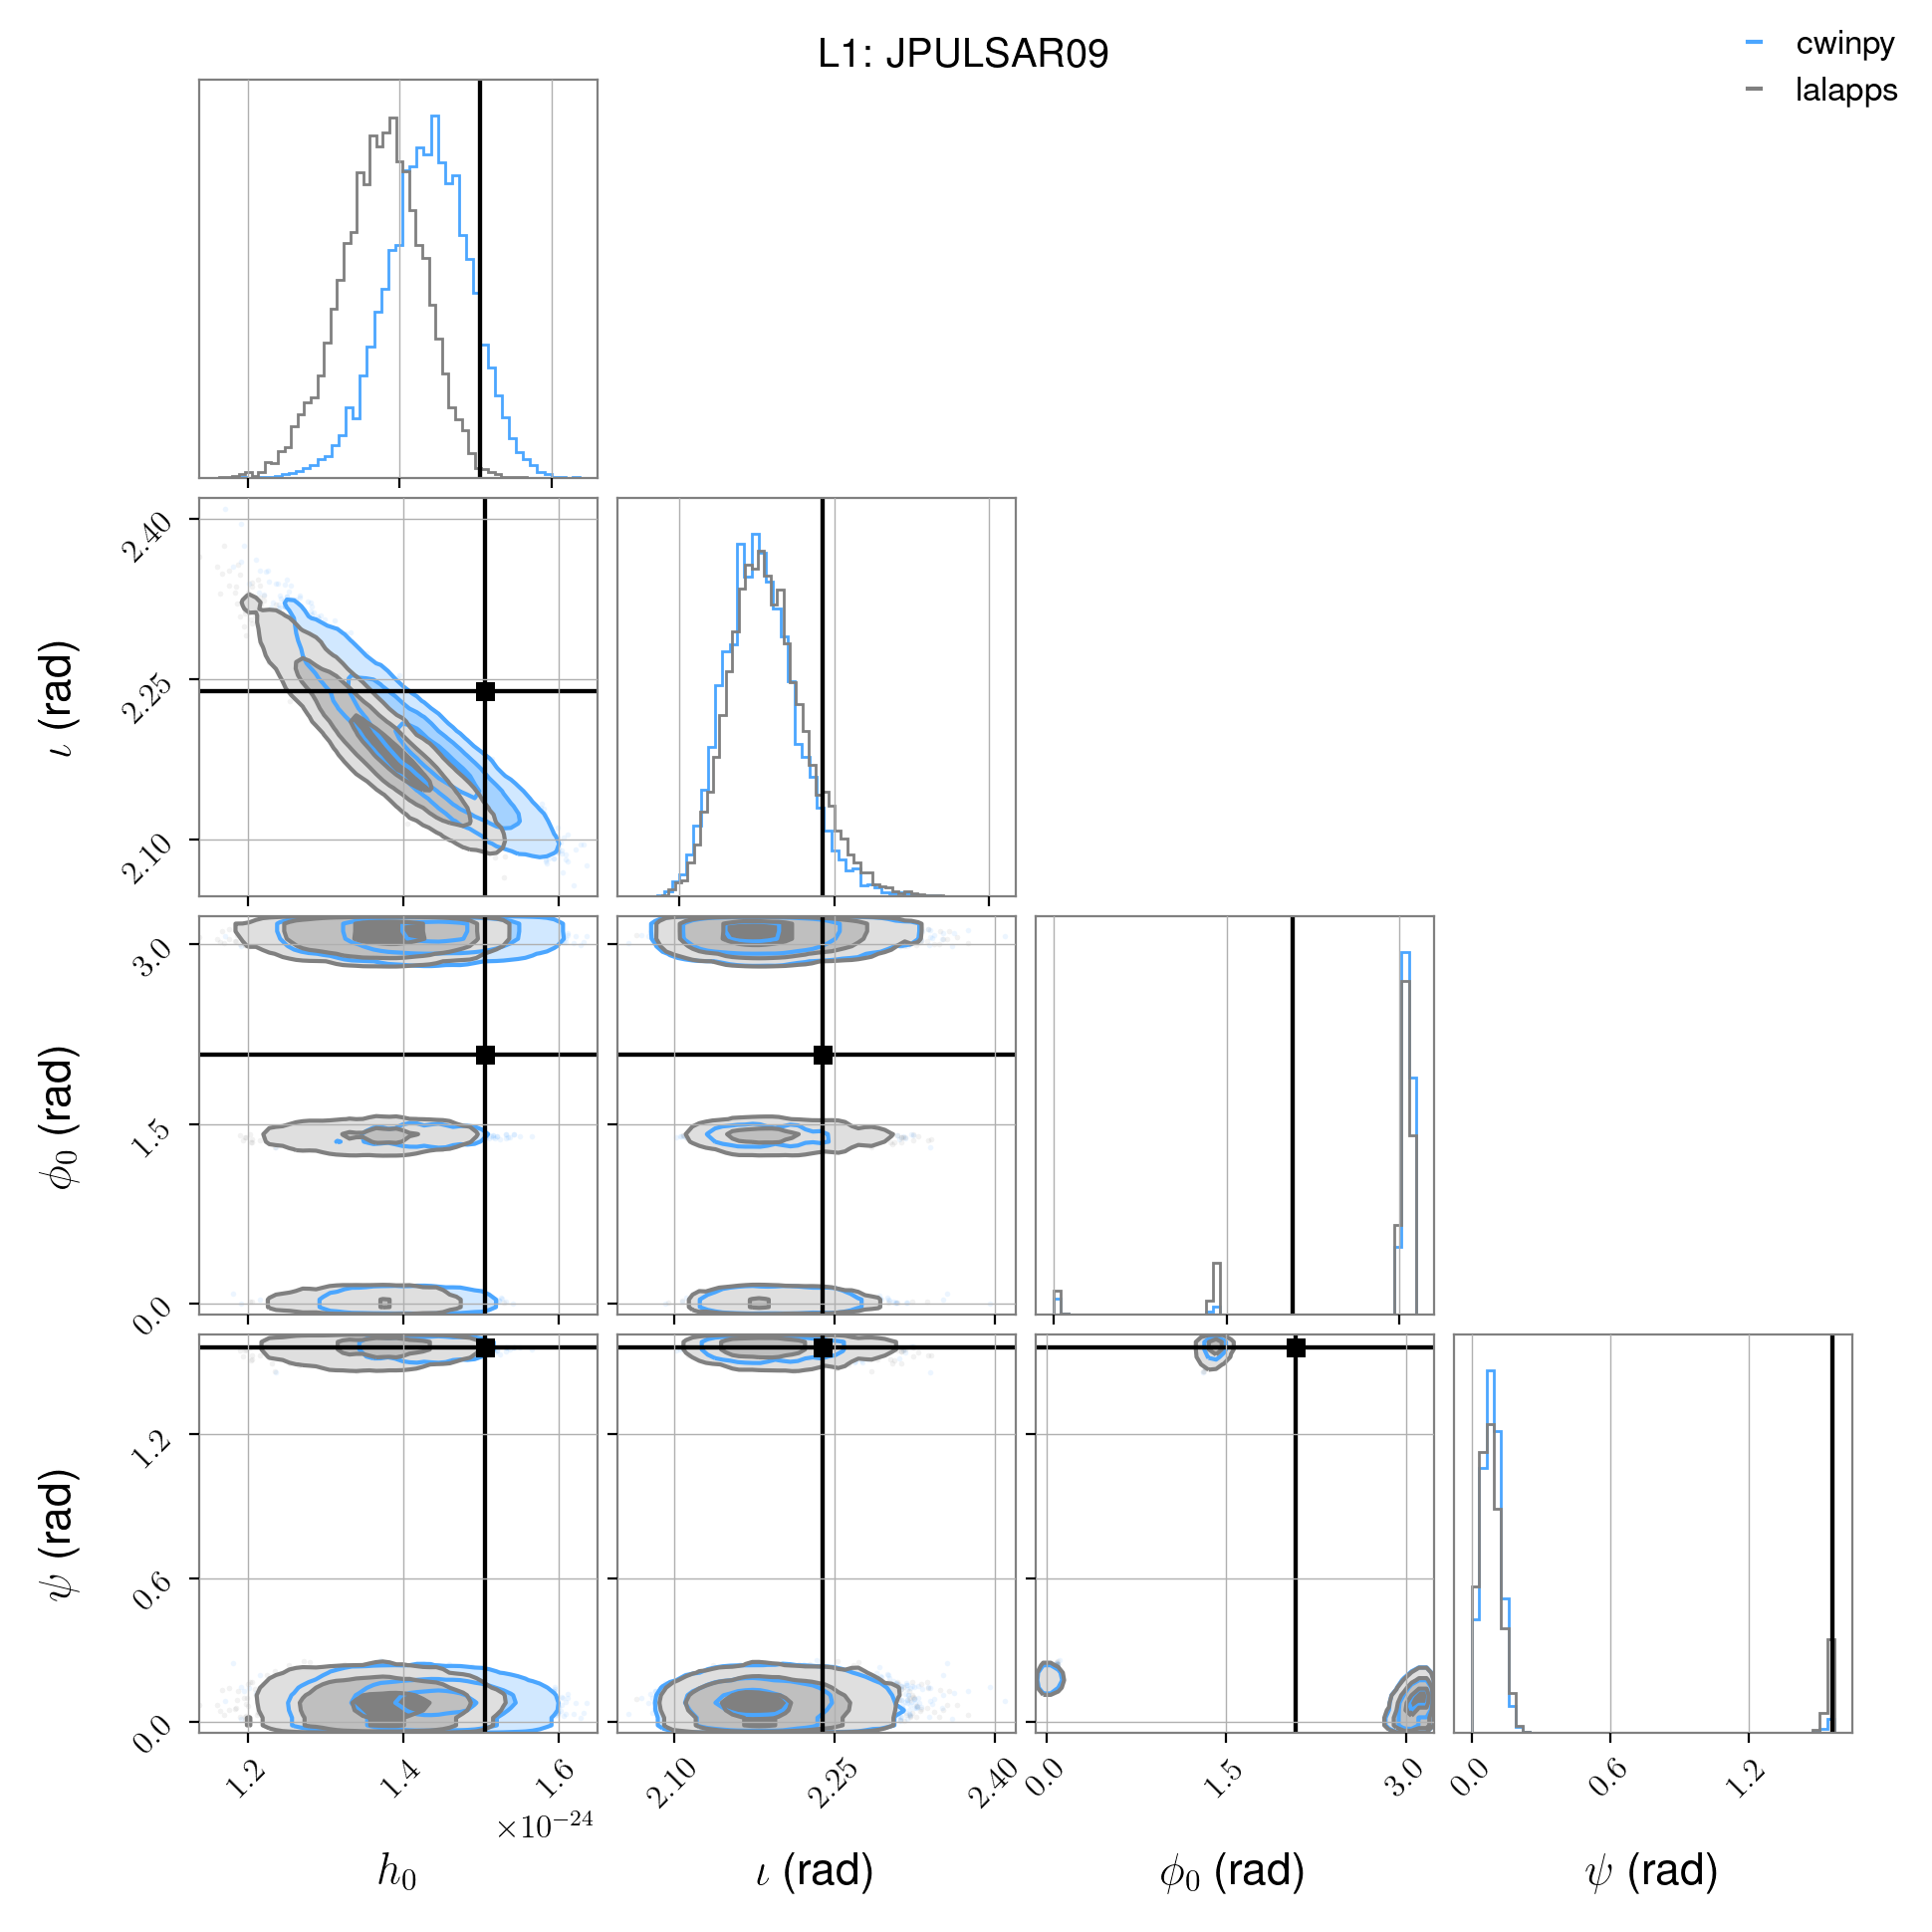 L1: JPULSAR09
cwinpy
lalapps
2.40
2.25
2.10
ι (rad)
3.0
1.5
0.0
ϕ₀ (rad)
1.2
0.6
0.0
ψ (rad)
1.2 1.4 1.6 2.10 2.25 2.40 0.0 1.5 3.0 0.0 0.6 1.2
×10⁻²⁴
h₀ ι (rad) ϕ₀ (rad) ψ (rad)